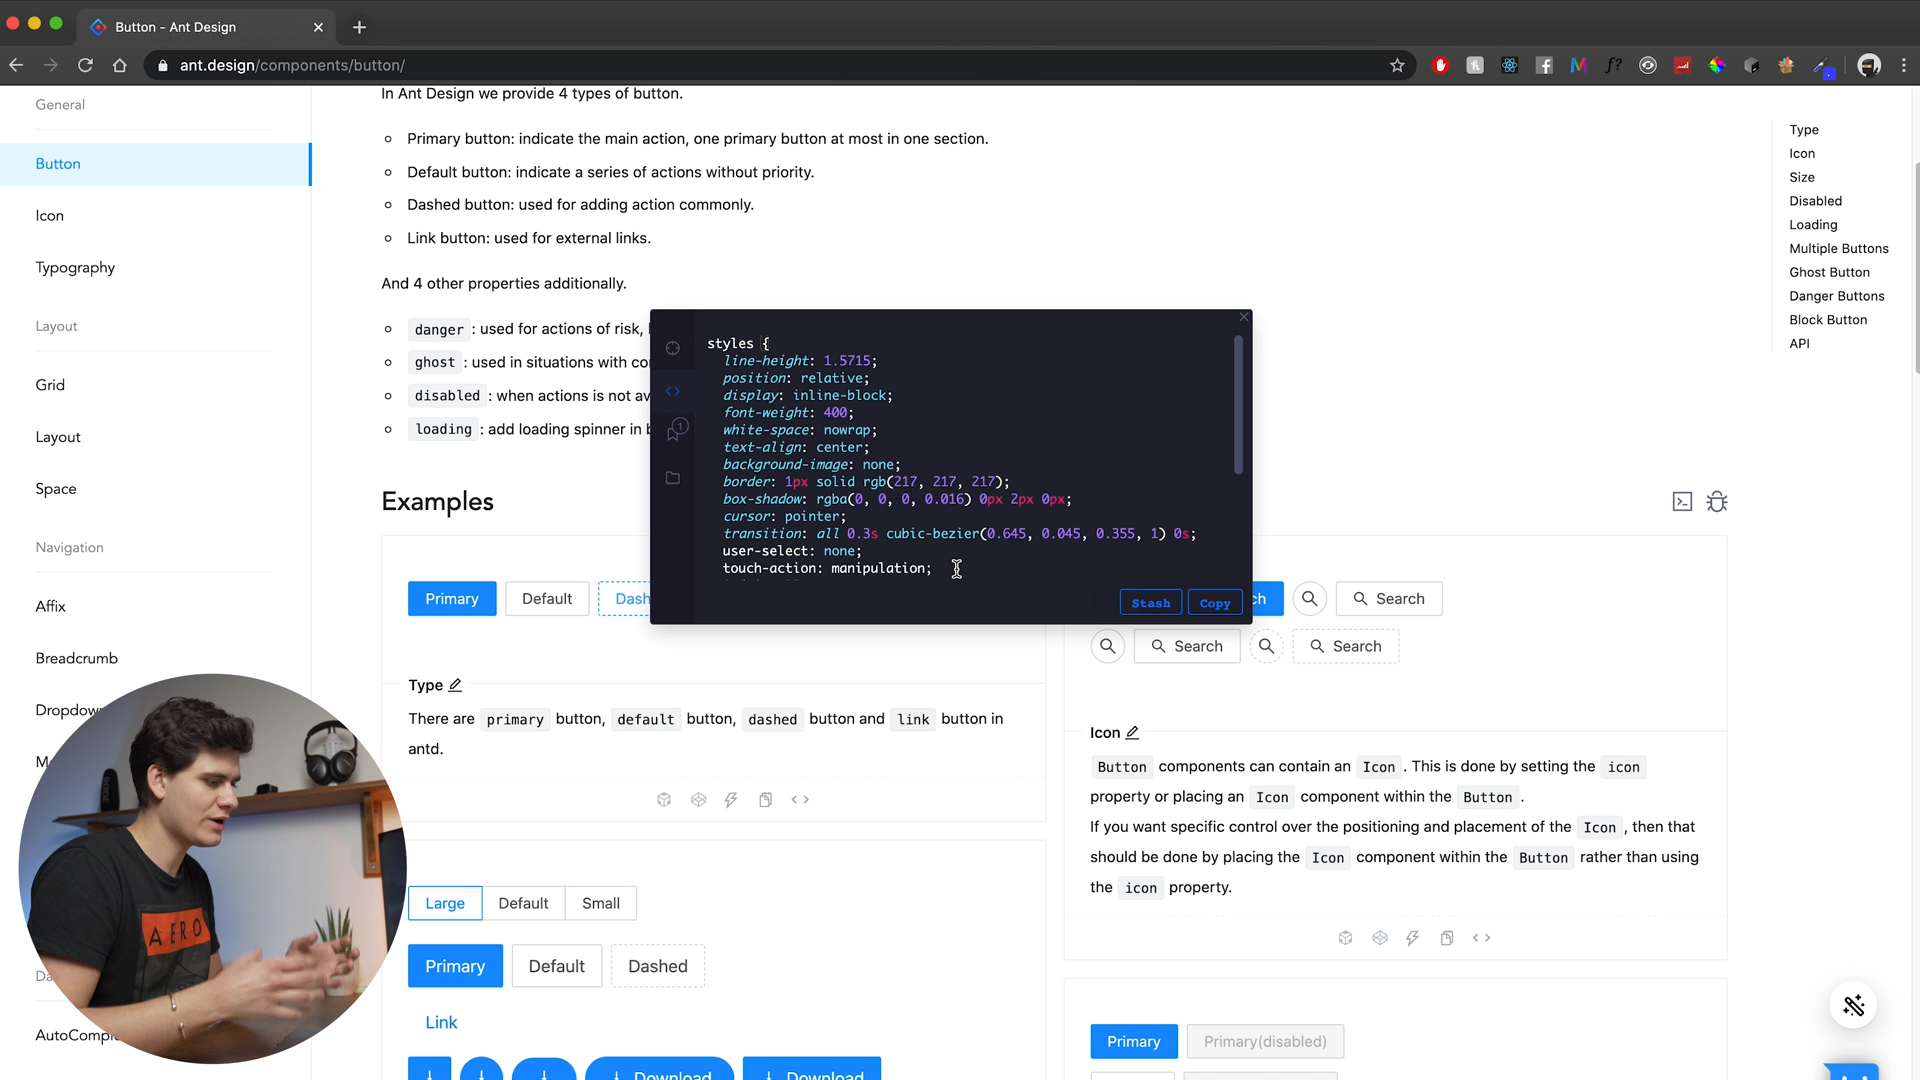 Button - Ant Design
ant.design/components/button/
General
Button
Icon
Typography
Layout
Grid
Layout
Space
Navigation
Affix
Breadcrumb
Dropdow
M
Da
AutoComple
In Ant Design we provide 4 types of button.
Primary button: indicate the main action, one primary button at most in one section.
Default button: indicate a series of actions without priority.
Dashed button: used for adding action commonly.
Link button: used for external links.
And 4 other properties additionally.
danger : used for actions of risk,
ghost : used in situations with co
disabled : when actions is not av
loading : add loading spinner in b
Examples
styles {
line-height: 1.5715;
position: relative;
display: inline-block;
font-weight: 400;
white-space: nowrap;
text-align: center;
background-image: none;
border: 1px solid rgb(217, 217, 217);
box-shadow: rgba(0, 0, 0, 0.016) 0px 2px 0px;
cursor: pointer;
transition: all 0.3s cubic-bezier(0.645, 0.045, 0.355, 1) 0s;
user-select: none;
touch-action: manipulation;
1
Stash Copy
Primary Default Dash
Type
There are primary button, default button, dashed button and link button in
antd.
Large Default Small
Primary Default Dashed
Link
Download Download
ch Search
Search Search
Icon
Button components can contain an Icon . This is done by setting the icon
property or placing an Icon component within the Button .
If you want specific control over the positioning and placement of the Icon , then that
should be done by placing the Icon component within the Button rather than using
the icon property.
Primary Primary(disabled)
Type
Icon
Size
Disabled
Loading
Multiple Buttons
Ghost Button
Danger Buttons
Block Button
API
AERO